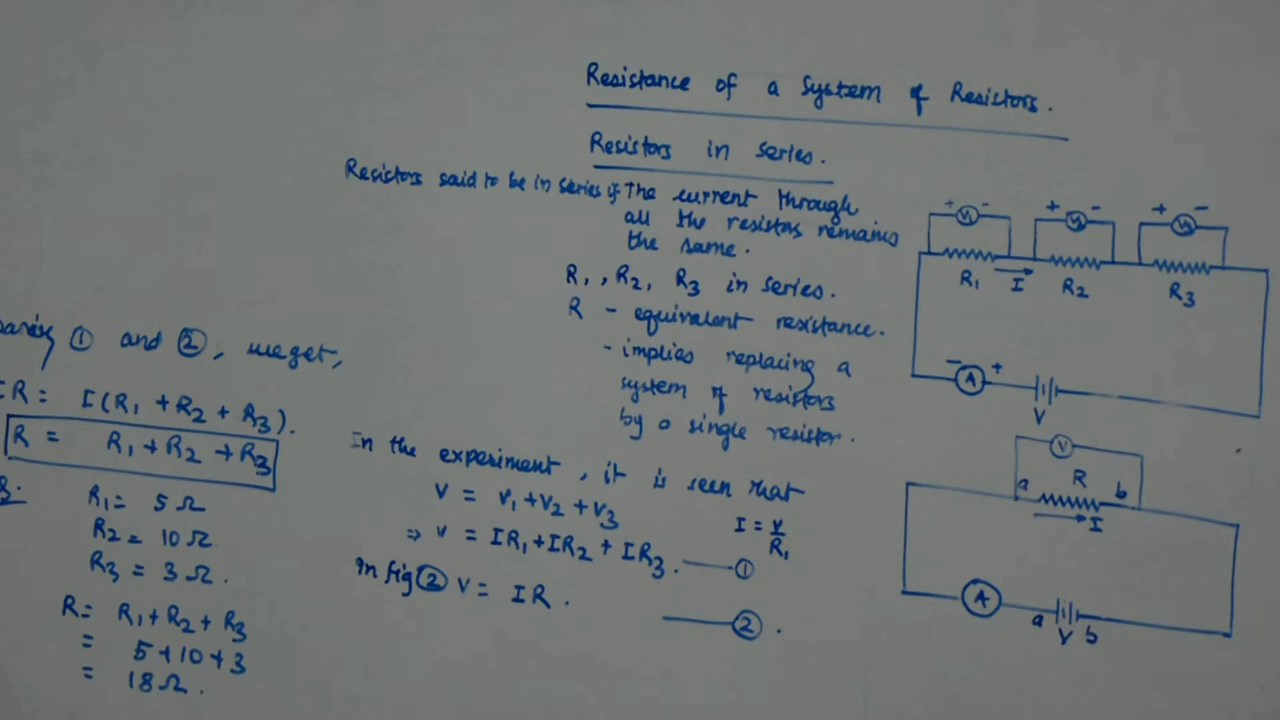 Resistance of a System of Resistors.
Resistors in series.
Resistors said to be in series if The current through
all the resistors remains
the same.
R1, R2, R3 in series.
R - equivalent resistance.
- implies replacing a
system of resistors
by a single resistor.
In the experiment, it is seen that
V = V1 + V2 + V3
I = V/R1
⇒ V = IR1 + IR2 + IR3. — ①
In fig ② V = IR. — ②.
① and ②, we get,
IR = I(R1 + R2 + R3).
R = R1 + R2 + R3
R1 = 5 Ω
R2 = 10 Ω
R3 = 3 Ω.
R = R1 + R2 + R3
= 5 + 10 + 3
= 18 Ω.
+ V1 - + V2 - + V3 -
R1 I R2 R3
- A +
V
V
a R b
I
A
a V b